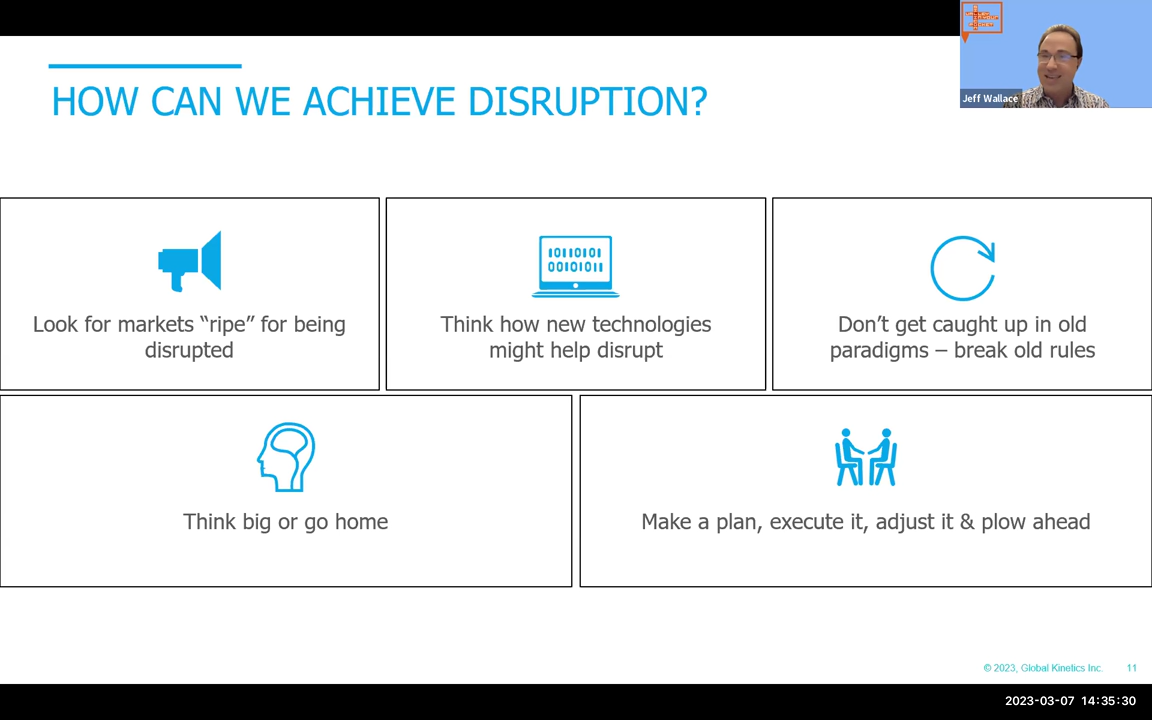 Jeff Wallace
HOW CAN WE ACHIEVE DISRUPTION?
10110101
00101011
Look for markets “ripe” for being
disrupted
Think how new technologies
might help disrupt
Don’t get caught up in old
paradigms – break old rules
Think big or go home
Make a plan, execute it, adjust it & plow ahead
© 2023, Global Kinetics Inc.
11
2023-03-07 14:35:30